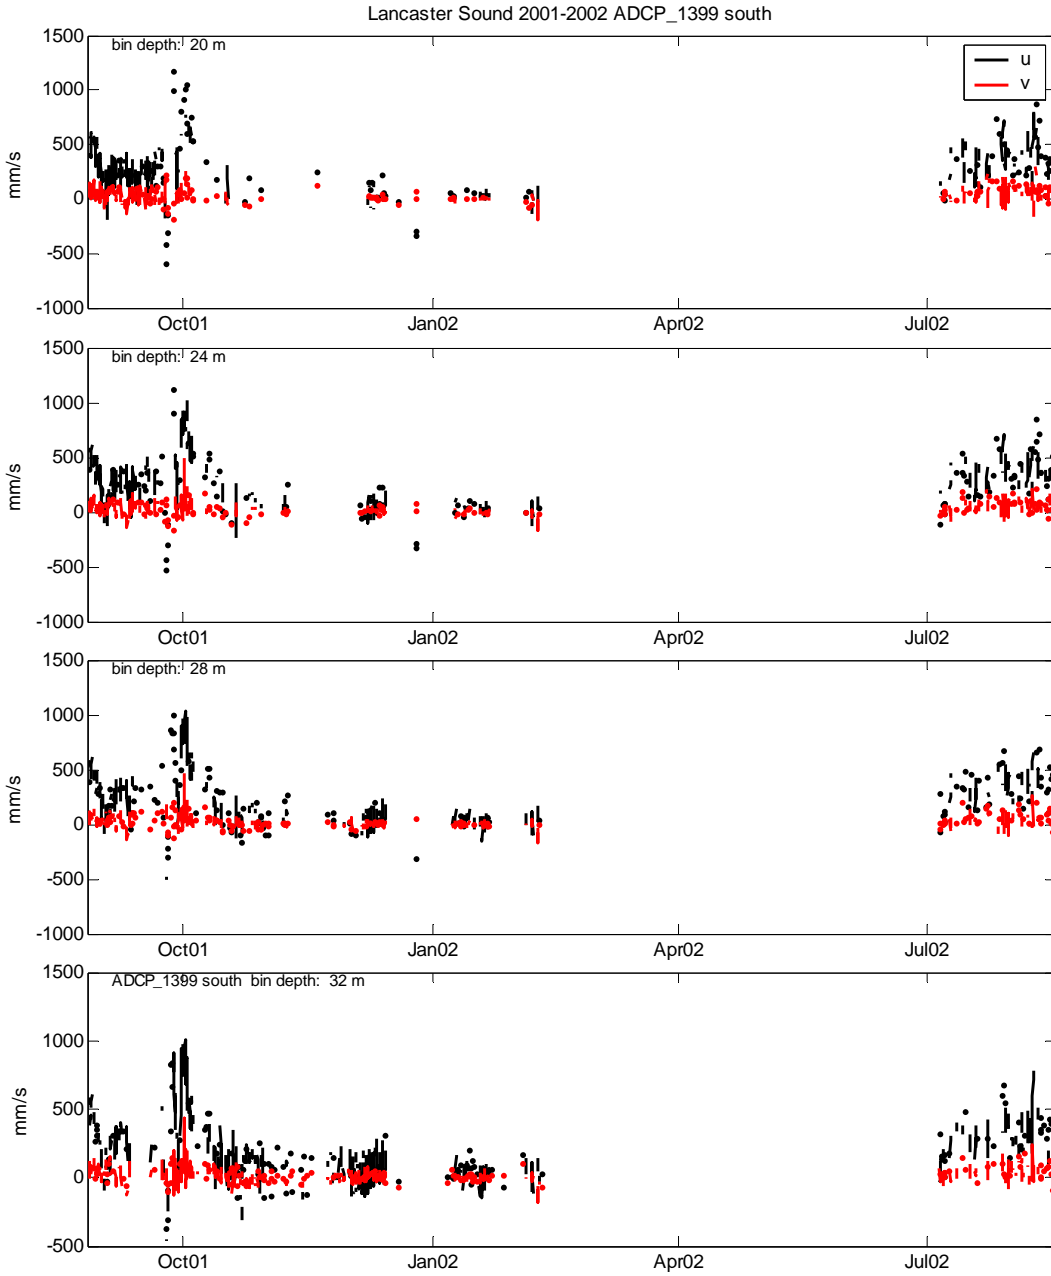 Lancaster Sound 2001-2002 ADCP_1399 south
bin depth: 20 m
u
v
1500
1000
500
0
-500
-1000
mm/s
Oct01 Jan02 Apr02 Jul02
bin depth: 24 m
1500
1000
500
0
-500
-1000
mm/s
Oct01 Jan02 Apr02 Jul02
bin depth: 28 m
1500
1000
500
0
-500
-1000
mm/s
Oct01 Jan02 Apr02 Jul02
ADCP_1399 south bin depth: 32 m
1500
1000
500
0
-500
mm/s
Oct01 Jan02 Apr02 Jul02